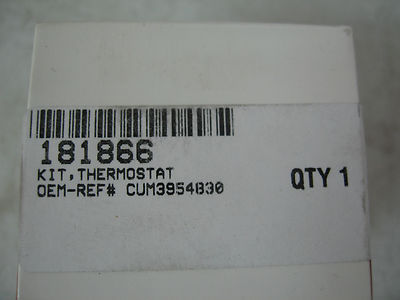 181866
KIT,THERMOSTAT
OEM-REF# CUM3954830
QTY 1